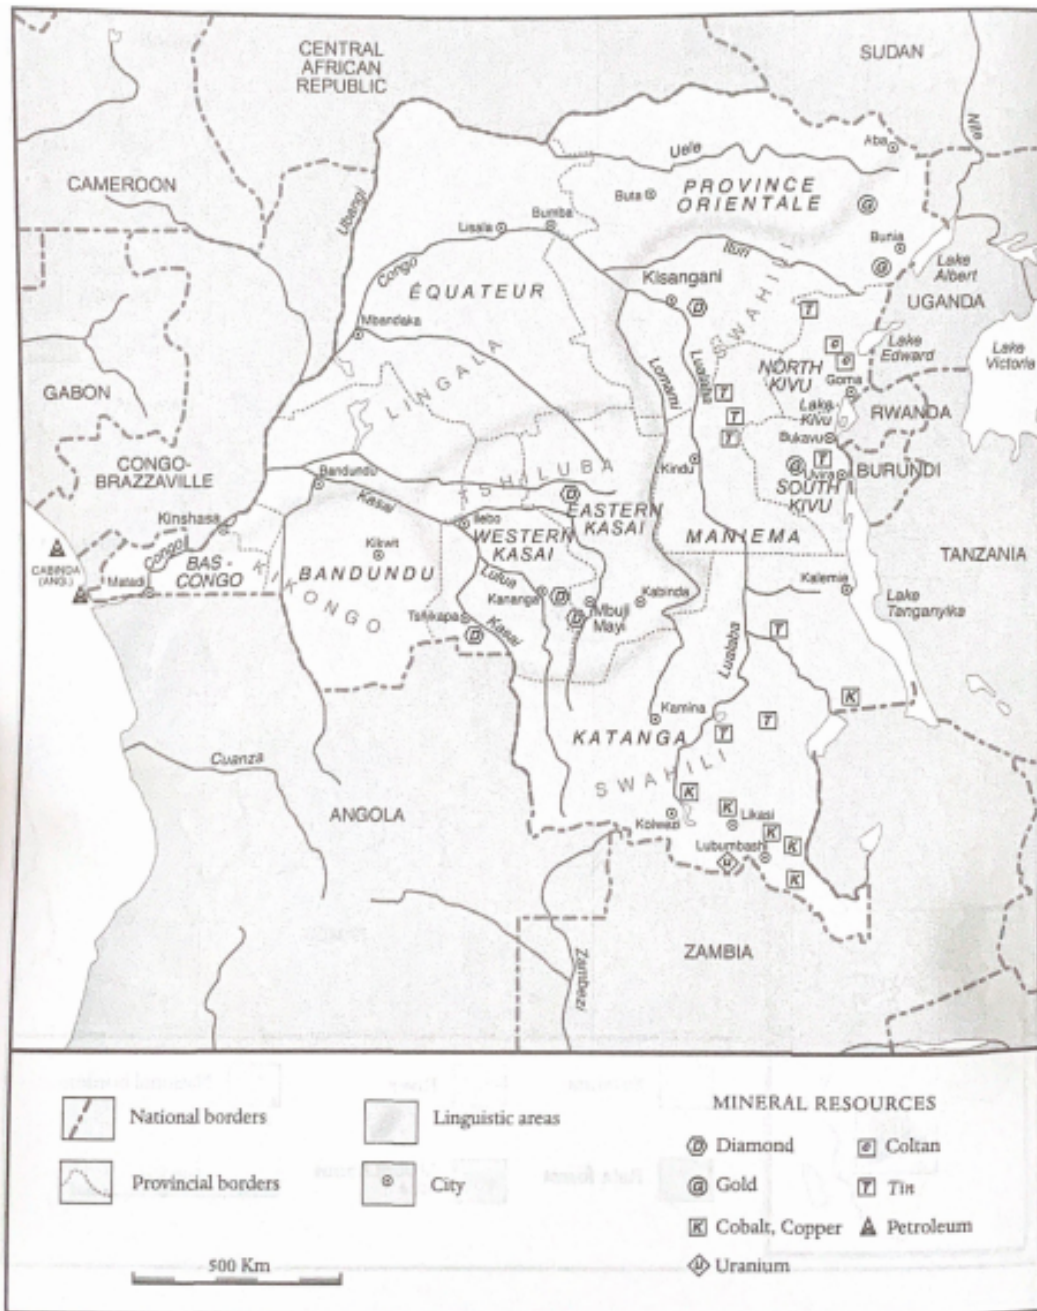 CENTRAL
AFRICAN
REPUBLIC
SUDAN
Nile
Aba
Uele
CAMEROON
Ubangi
Buta
PROVINCE
ORIENTALE
Lisala
Bumba
Bunia
Congo
Ituri
Lake
Albert
ÉQUATEUR
Kisangani
UGANDA
Mbandaka
SWAHI
Lake
Edward
Lake
Victoria
LINGALA
Lomami
Lualaba
NORTH
KIVU
Goma
GABON
Lake
Kivu
RWANDA
Bukavu
CONGO-
BRAZZAVILLE
Bandundu
TSHILUBA
Kindu
Uvira
BURUNDI
SOUTH
KIVU
Kasai
EASTERN
KASAI
Kinshasa
Ilebo
WESTERN
KASAI
MANIEMA
TANZANIA
CABINDA
(ANG.)
Congo
BAS-
CONGO
Kikwit
BANDUNDU
Matadi
KIKONGO
Lulua
Kananga
Kabinda
Kalemie
Lake
Tanganyika
Mbuji
Mayi
Tshikapa
Kasai
Lualaba
Kamina
KATANGA
Cuanza
SWAHILI
ANGOLA
Kolwezi
Likasi
Lubumbashi
ZAMBIA
Zambezi
National borders
Linguistic areas
Provincial borders
City
500 Km
MINERAL RESOURCES
D Diamond
C Coltan
G Gold
T Tin
K Cobalt, Copper
Petroleum
U Uranium